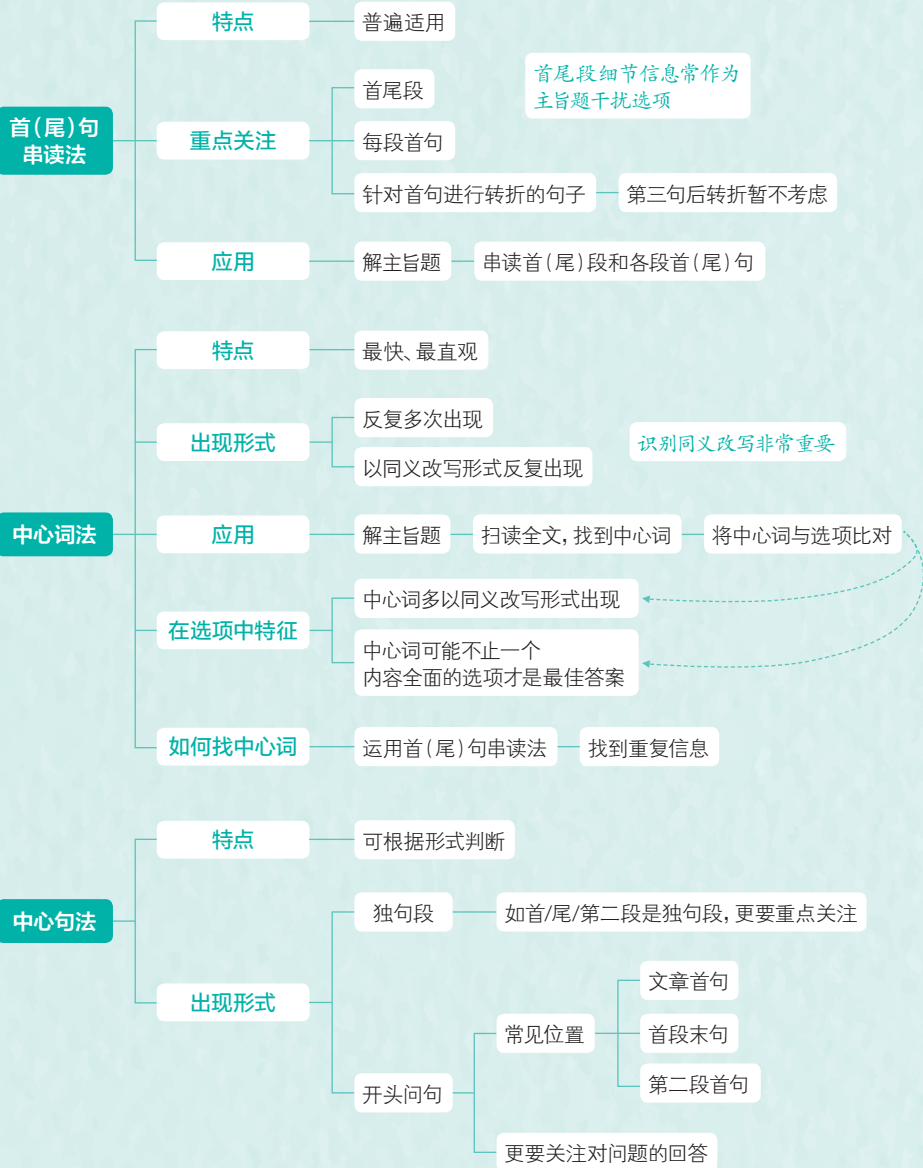 首(尾)句
串读法
特点
普遍适用
重点关注
首尾段
首尾段细节信息常作为
主旨题干扰选项
每段首句
针对首句进行转折的句子
第三句后转折暂不考虑
应用
解主旨题
串读首(尾)段和各段首(尾)句
中心词法
特点
最快、最直观
出现形式
反复多次出现
以同义改写形式反复出现
识别同义改写非常重要
应用
解主旨题
扫读全文,找到中心词
将中心词与选项比对
在选项中特征
中心词多以同义改写形式出现
中心词可能不止一个
内容全面的选项才是最佳答案
如何找中心词
运用首(尾)句串读法
找到重复信息
中心句法
特点
可根据形式判断
出现形式
独句段
如首/尾/第二段是独句段,更要重点关注
开头问句
常见位置
文章首句
首段末句
第二段首句
更要关注对问题的回答